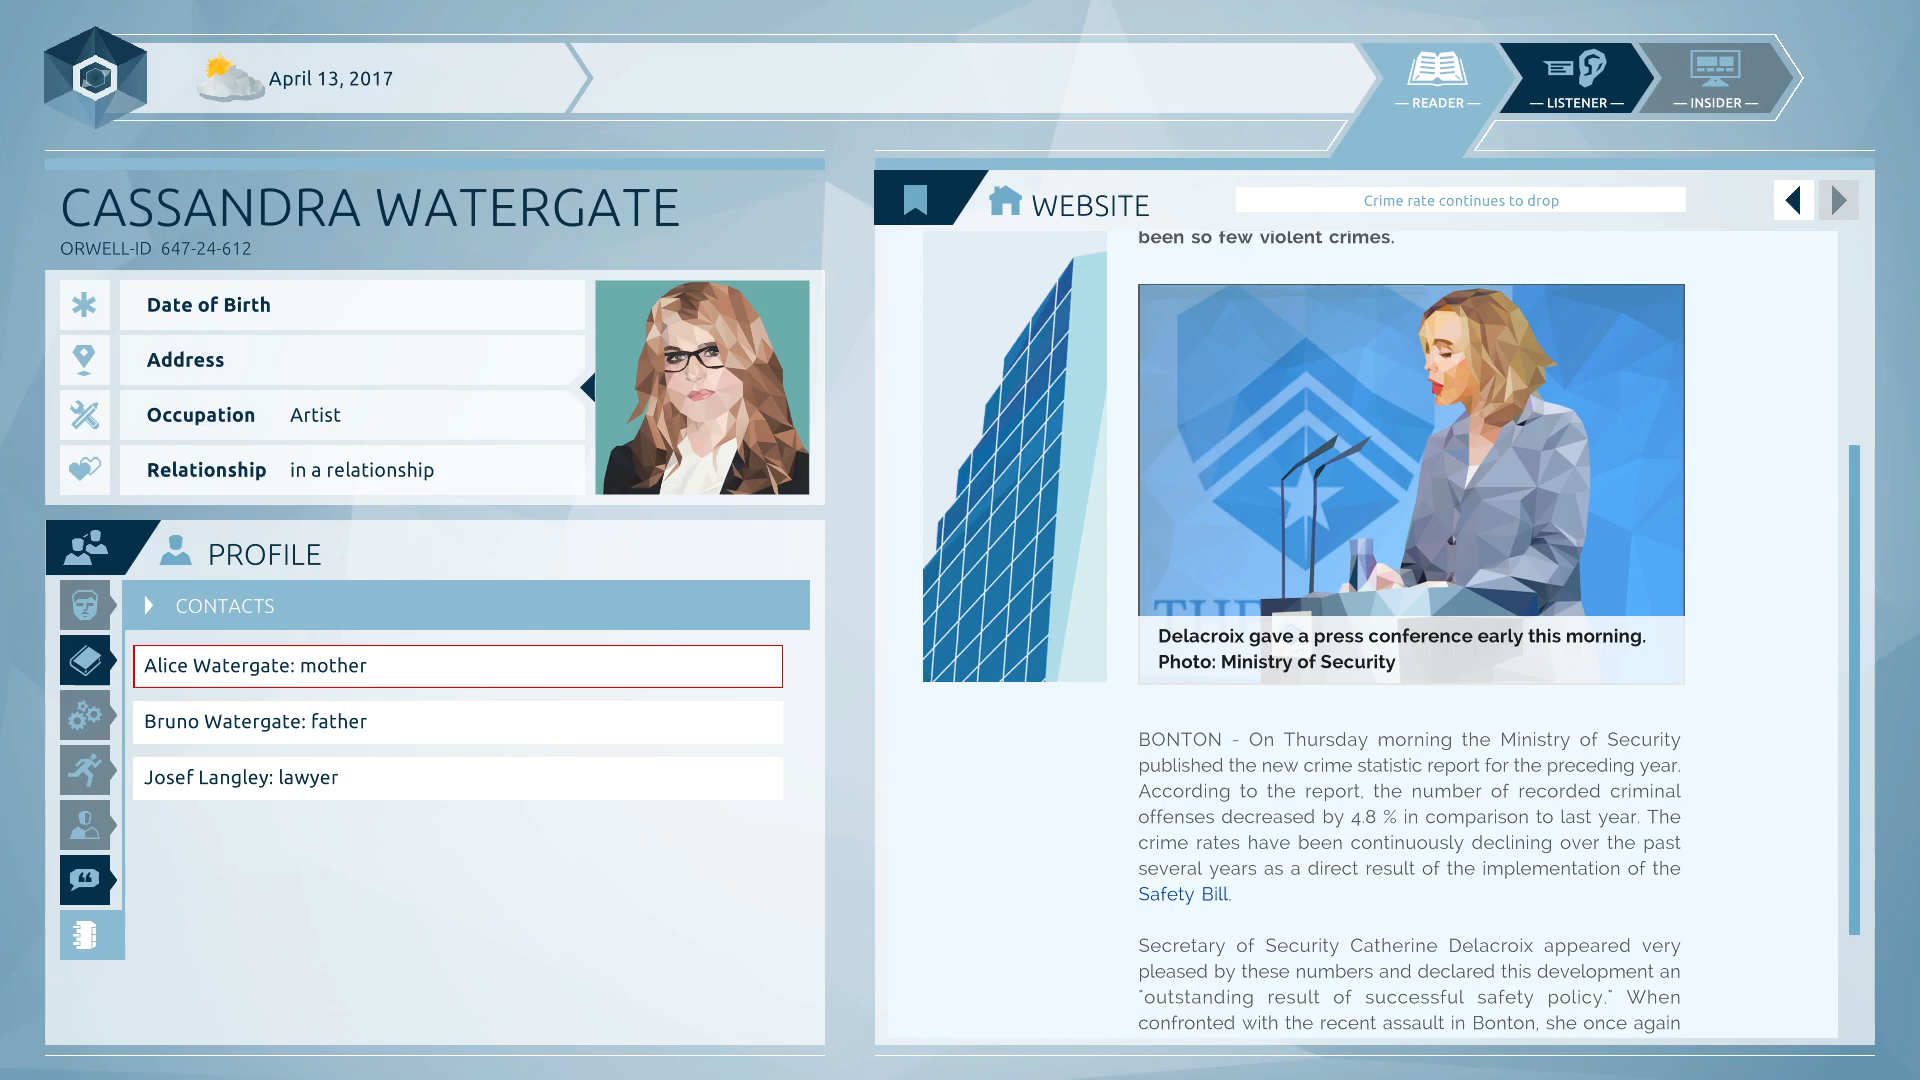 April 13, 2017
— READER —
— LISTENER —
— INSIDER —
CASSANDRA WATERGATE
ORWELL-ID 647-24-612
Date of Birth
Address
Occupation Artist
Relationship in a relationship
PROFILE
CONTACTS
Alice Watergate: mother
Bruno Watergate: father
Josef Langley: lawyer
WEBSITE
Crime rate continues to drop
been so few violent crimes.
THE
Delacroix gave a press conference early this morning.
Photo: Ministry of Security
BONTON - On Thursday morning the Ministry of Security
published the new crime statistic report for the preceding year.
According to the report, the number of recorded criminal
offenses decreased by 4.8 % in comparison to last year. The
crime rates have been continuously declining over the past
several years as a direct result of the implementation of the
Safety Bill.
Secretary of Security Catherine Delacroix appeared very
pleased by these numbers and declared this development an
"outstanding result of successful safety policy." When
confronted with the recent assault in Bonton, she once again